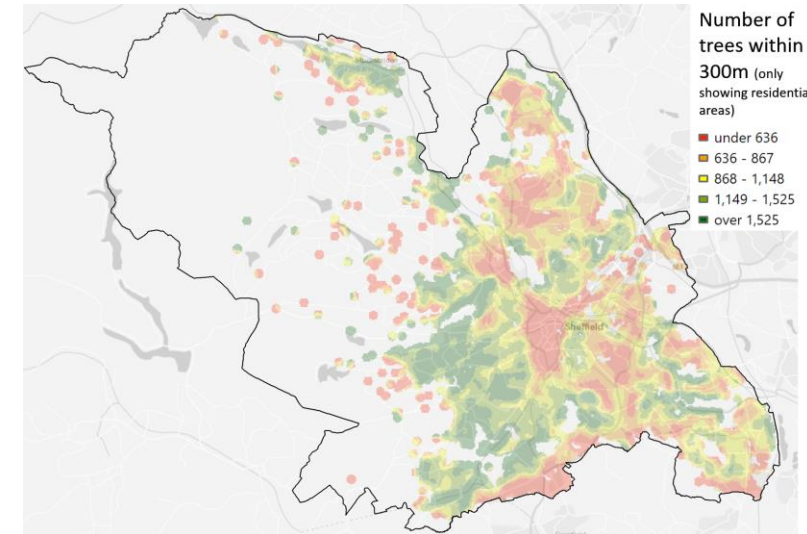 Number of
trees within
300m (only
showing residentia
areas)
under 636
636 - 867
868 - 1,148
1,149 - 1,525
over 1,525
Sheffield